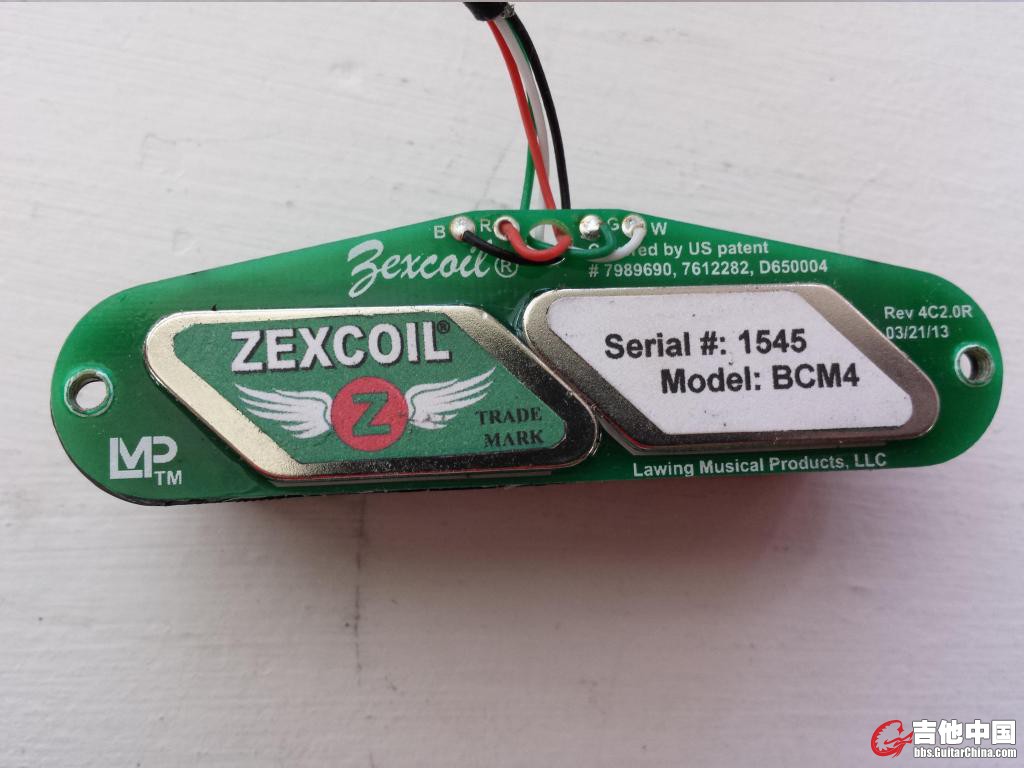 B R G W
Zexcoil®
by US patent
# 7989690, 7612282, D650004
Rev 4C2.0R
03/21/13
ZEXCOIL®
Z
TRADE
MARK
Serial #: 1545
Model: BCM4
LMP TM
Lawing Musical Products, LLC
吉他中国
bbs.GuitarChina.com